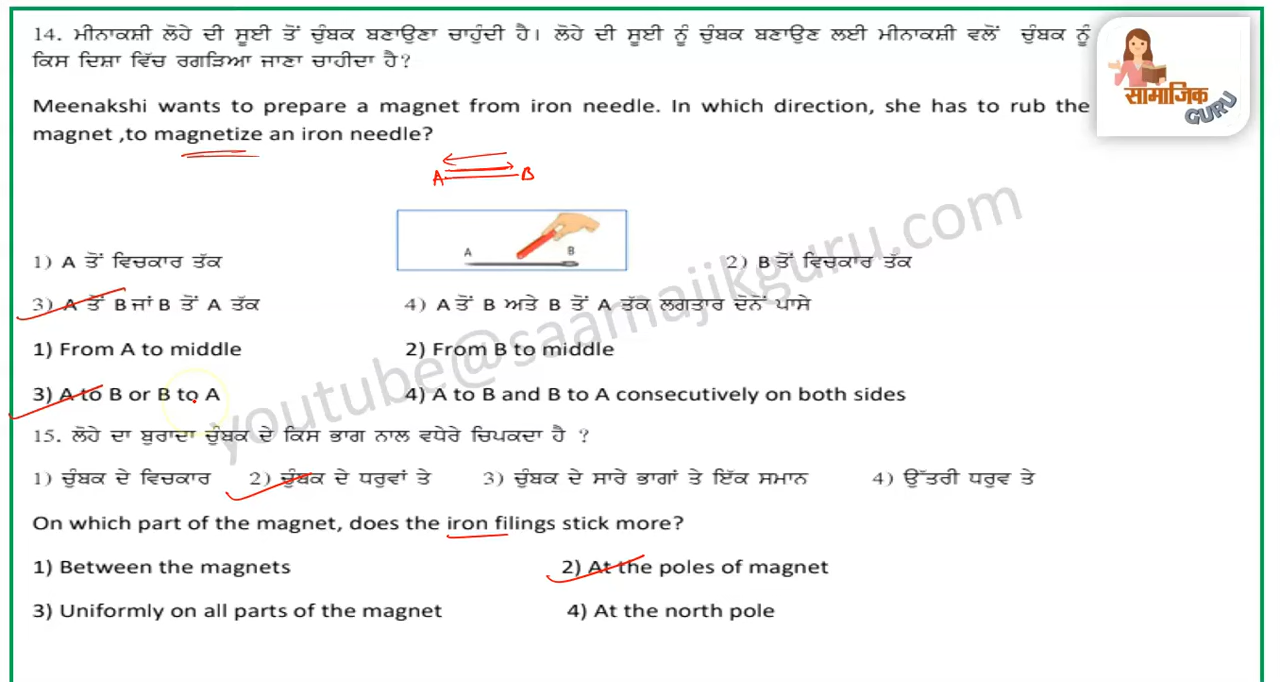 14. ਮੀਨਾਕਸ਼ੀ ਲੋਹੇ ਦੀ ਸੂਈ ਤੋਂ ਚੁੰਬਕ ਬਣਾਉਣਾ ਚਾਹੁੰਦੀ ਹੈ। ਲੋਹੇ ਦੀ ਸੂਈ ਨੂੰ ਚੁੰਬਕ ਬਣਾਉਣ ਲਈ ਮੀਨਾਕਸ਼ੀ ਵਲੋਂ ਚੁੰਬਕ ਨੂੰ
ਕਿਸ ਦਿਸ਼ਾ ਵਿੱਚ ਰਗੜਿਆ ਜਾਣਾ ਚਾਹੀਦਾ ਹੈ?
सामाजिक
GURU
Meenakshi wants to prepare a magnet from iron needle. In which direction, she has to rub the
magnet ,to magnetize an iron needle?
A B
A B
1) A ਤੋਂ ਵਿਚਕਾਰ ਤੱਕ 2) B ਤੋਂ ਵਿਚਕਾਰ ਤੱਕ
3) A ਤੋਂ B ਜਾਂ B ਤੋਂ A ਤੱਕ 4) A ਤੋਂ B ਅਤੇ B ਤੋਂ A ਤੱਕ ਲਗਤਾਰ ਦੋਨੋਂ ਪਾਸੇ
1) From A to middle 2) From B to middle
3) A to B or B to A 4) A to B and B to A consecutively on both sides
youtube@saamajikguru.com
15. ਲੋਹੇ ਦਾ ਬੁਰਾਦਾ ਚੁੰਬਕ ਦੇ ਕਿਸ ਭਾਗ ਨਾਲ ਵਧੇਰੇ ਚਿਪਕਦਾ ਹੈ ?
1) ਚੁੰਬਕ ਦੇ ਵਿਚਕਾਰ 2) ਚੁੰਬਕ ਦੇ ਧਰੁਵਾਂ ਤੇ 3) ਚੁੰਬਕ ਦੇ ਸਾਰੇ ਭਾਗਾਂ ਤੇ ਇੱਕ ਸਮਾਨ 4) ਉੱਤਰੀ ਧਰੁਵ ਤੇ
On which part of the magnet, does the iron filings stick more?
1) Between the magnets 2) At the poles of magnet
3) Uniformly on all parts of the magnet 4) At the north pole